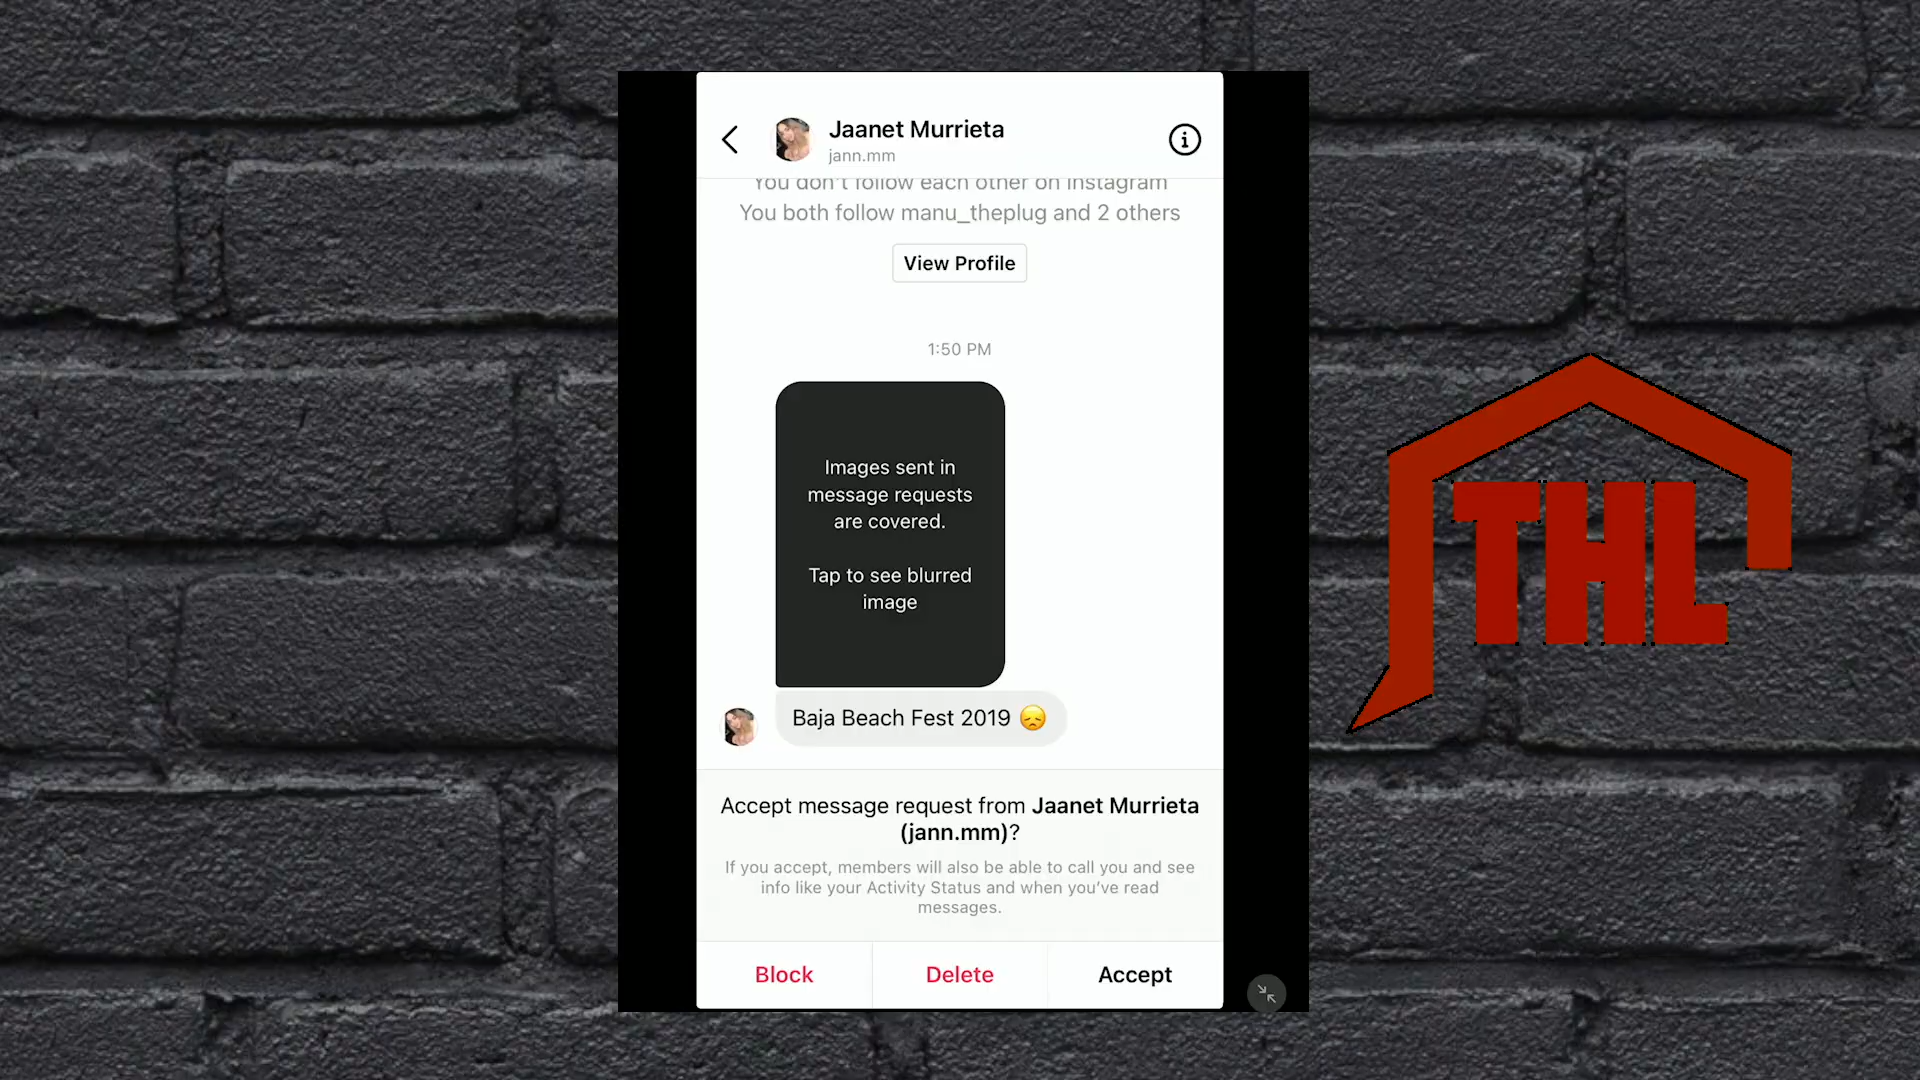 Jaanet Murrieta
jann.mm
You don't follow each other on Instagram
You both follow manu_theplug and 2 others
View Profile
1:50 PM
Images sent in
message requests
are covered.
Tap to see blurred
image
Baja Beach Fest 2019 😞
Accept message request from Jaanet Murrieta
(jann.mm)?
If you accept, members will also be able to call you and see
info like your Activity Status and when you've read
messages.
Block
Delete
Accept
THL